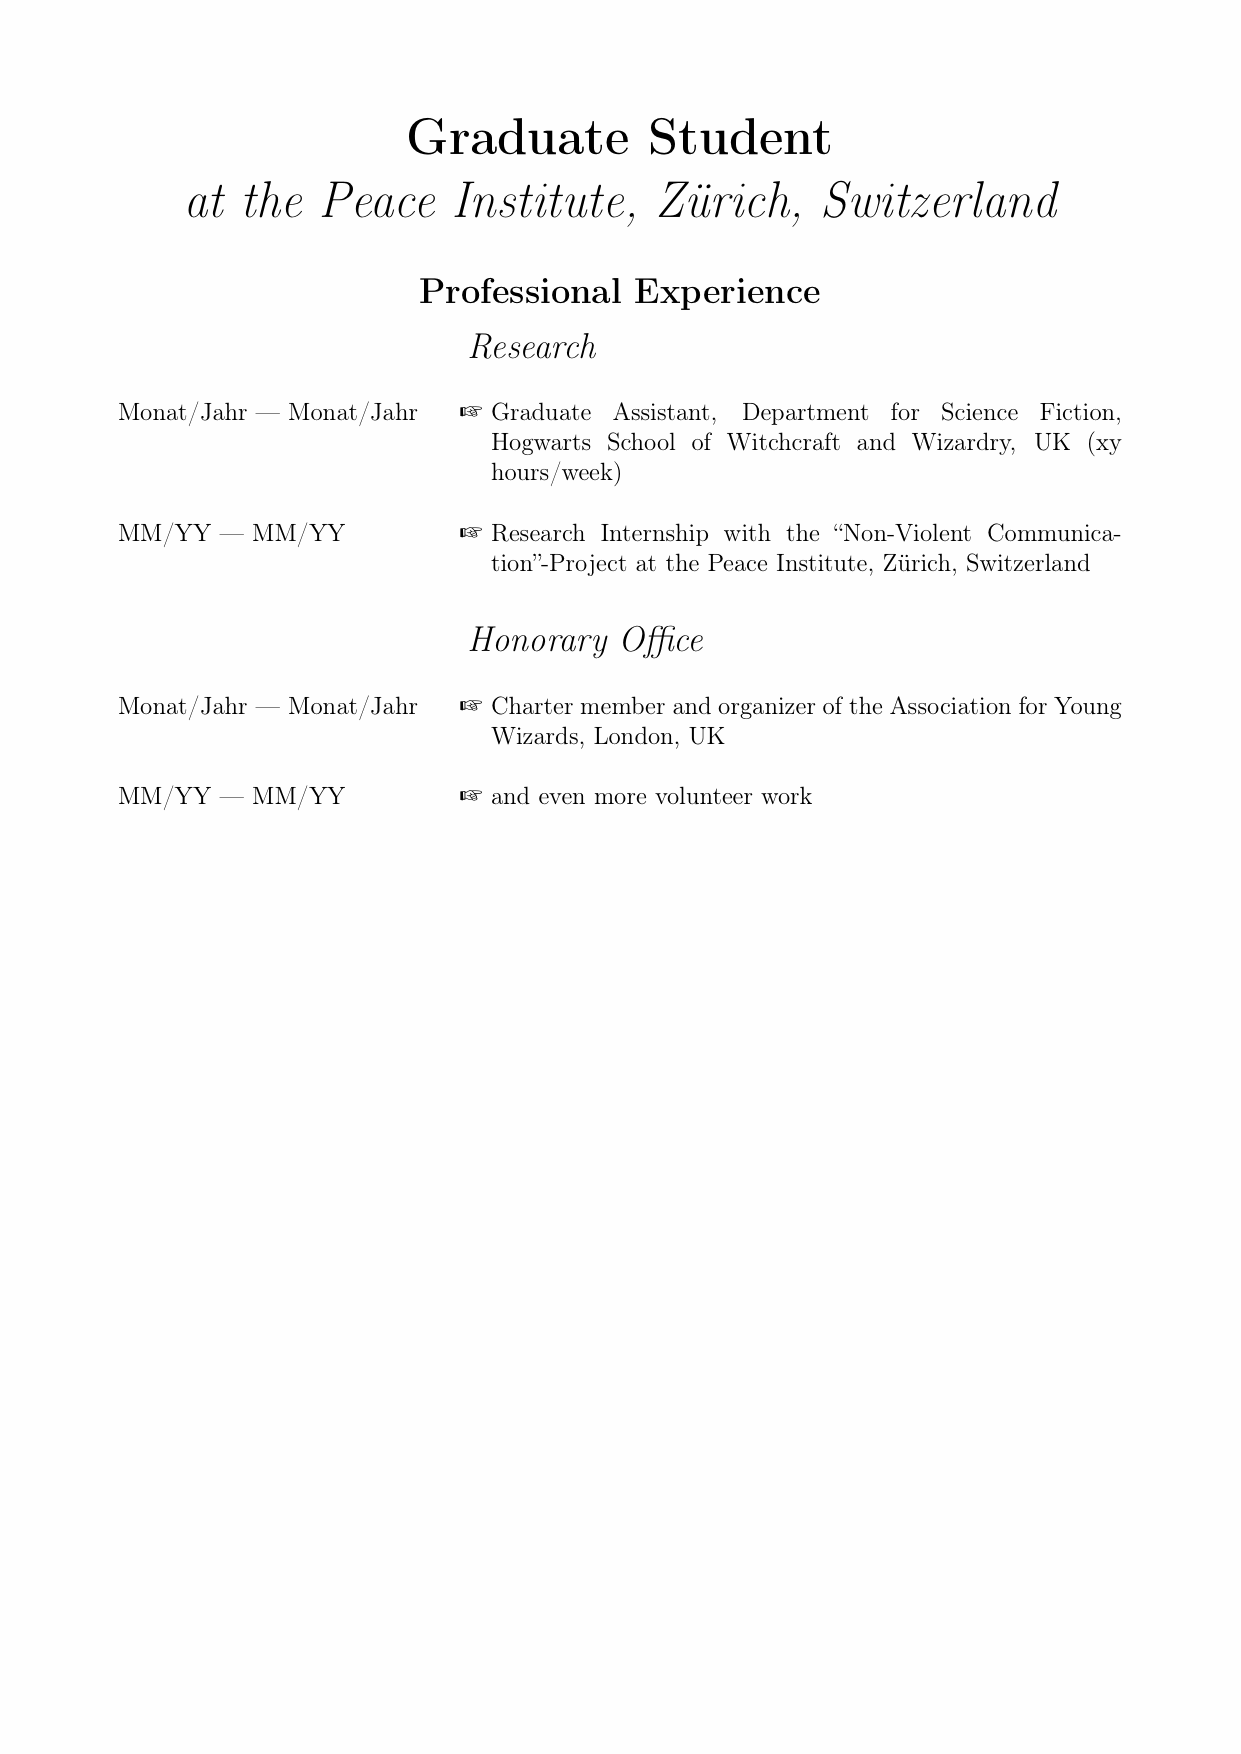 Graduate Student
at the Peace Institute, Zürich, Switzerland
Professional Experience
Research
Monat/Jahr — Monat/Jahr ☞ Graduate Assistant, Department for Science Fiction,
Hogwarts School of Witchcraft and Wizardry, UK (xy
hours/week)
MM/YY — MM/YY ☞ Research Internship with the “Non-Violent Communica-
tion”-Project at the Peace Institute, Zürich, Switzerland
Honorary Office
Monat/Jahr — Monat/Jahr ☞ Charter member and organizer of the Association for Young
Wizards, London, UK
MM/YY — MM/YY ☞ and even more volunteer work